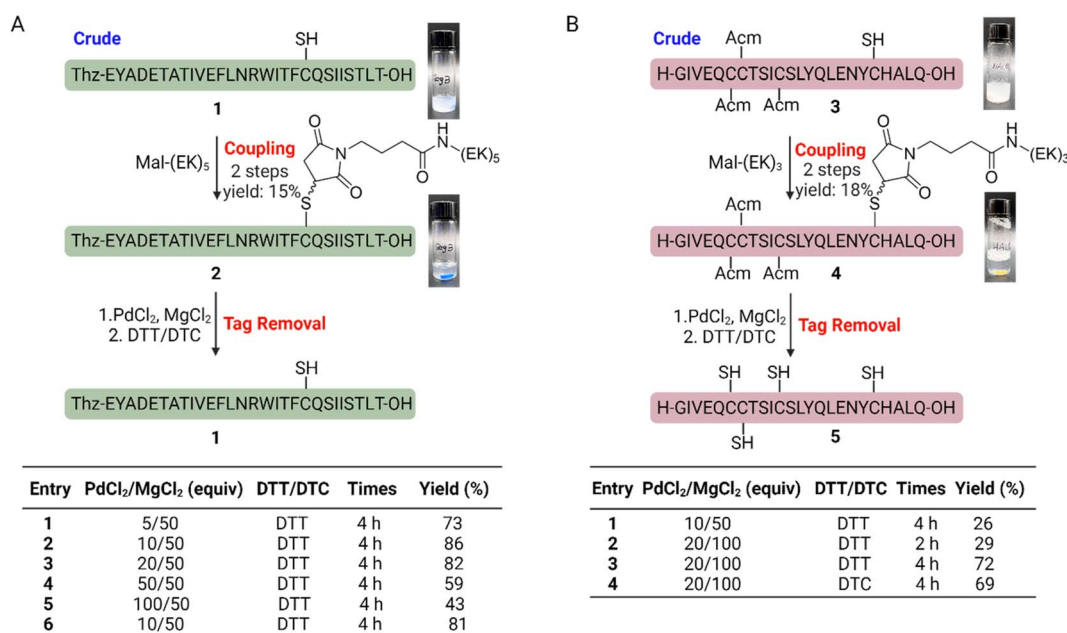 A
Crude
SH
Thz-EYADETATIVEFLNRWITFCQSIISTLT-OH
1
Mal-(EK)5
Coupling
2 steps
yield: 15%
O
N
O
O
H
N
(EK)5
S
Thz-EYADETATIVEFLNRWITFCQSIISTLT-OH
2
1.PdCl2, MgCl2
2. DTT/DTC
Tag Removal
SH
Thz-EYADETATIVEFLNRWITFCQSIISTLT-OH
1
Entry PdCl2/MgCl2 (equiv) DTT/DTC Times Yield (%)
1 5/50 DTT 4 h 73
2 10/50 DTT 4 h 86
3 20/50 DTT 4 h 82
4 50/50 DTT 4 h 59
5 100/50 DTT 4 h 43
6 10/50 DTT 4 h 81
B
Crude
Acm
SH
H-GIVEQCCTSICSLYQLENYCHALQ-OH
Acm Acm
3
Mal-(EK)3
Coupling
2 steps
yield: 18%
O
N
O
O
H
N
(EK)3
Acm
S
H-GIVEQCCTSICSLYQLENYCHALQ-OH
Acm Acm
4
1.PdCl2, MgCl2
2. DTT/DTC
Tag Removal
SH SH SH
H-GIVEQCCTSICSLYQLENYCHALQ-OH
SH
5
Entry PdCl2/MgCl2 (equiv) DTT/DTC Times Yield (%)
1 10/50 DTT 4 h 26
2 20/100 DTT 2 h 29
3 20/100 DTT 4 h 72
4 20/100 DTC 4 h 69